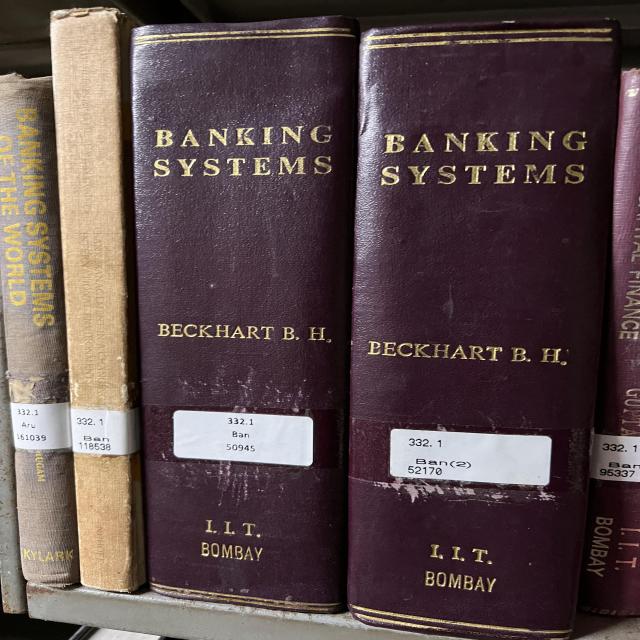 BANKING SYSTEMS
OF THE WORLD
332.1
Aru
161039
KYLARK
332. 1
Ban
118538
BANKING
SYSTEMS
BECKHART B. H.
332.1
Ban
50945
I. I. T.
BOMBAY
BANKING
SYSTEMS
BECKHART B. H.
332. 1
Ban(2)
52170
I. I. T.
BOMBAY
FINANCE
332. 1
Ban
95337
I. I. T.
BOMBAY